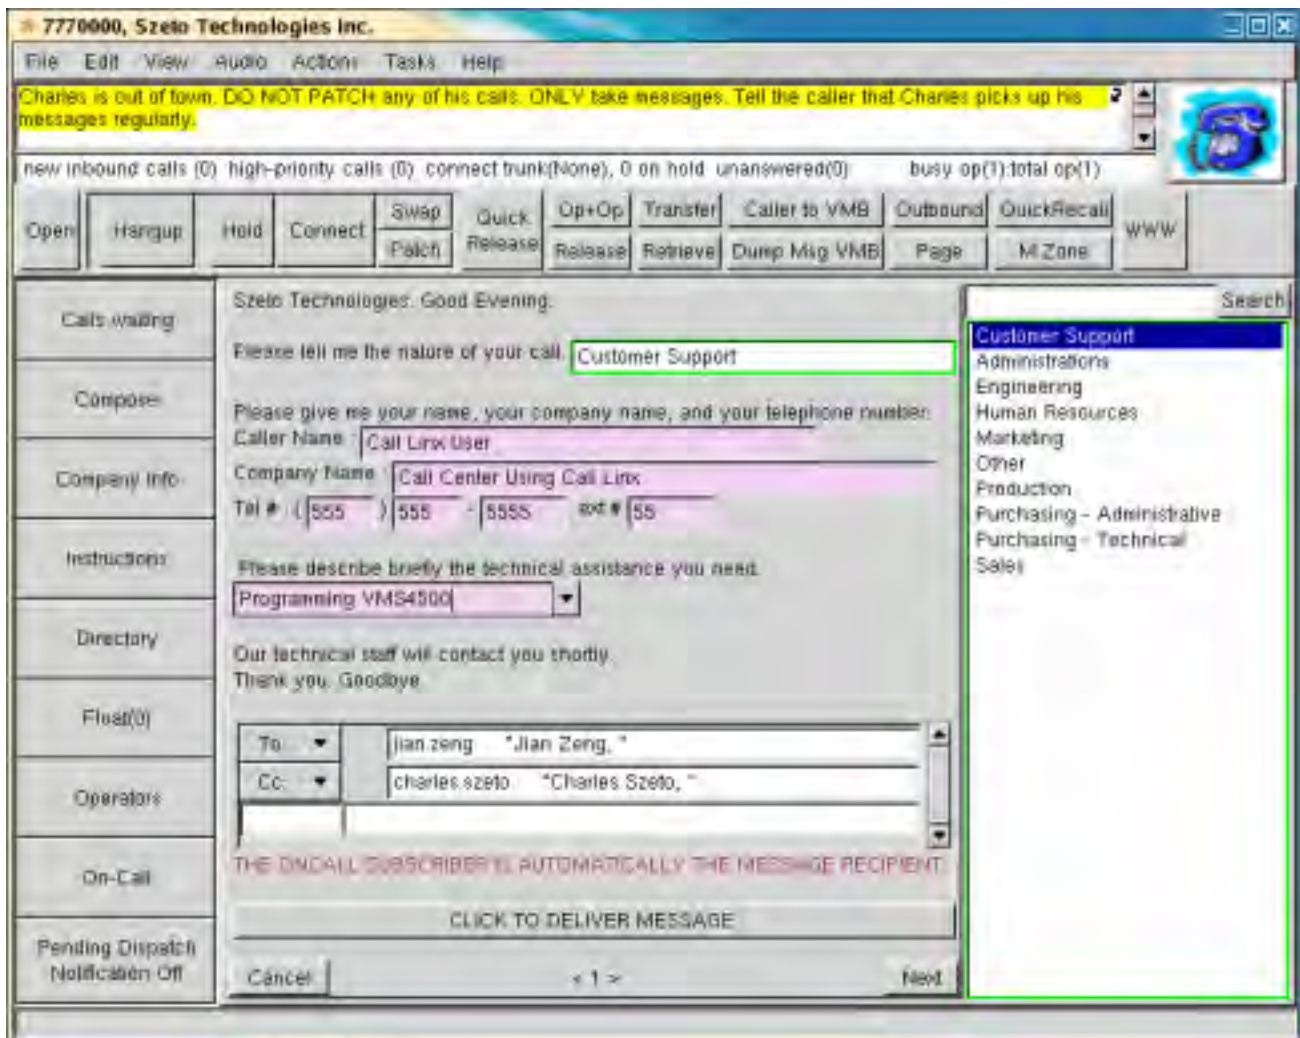 7770000, Szeto Technologies Inc.
File Edit View Audio Actions Tasks Help
Charles is out of town. DO NOT PATCH any of his calls. ONLY take messages. Tell the caller that Charles picks up his
messages regularly.
new inbound calls (0) high-priority calls (0) connect trunk(None), 0 on hold unanswered(0) busy op(1):total op(1)
Open Hangup Hold Connect Swap Quick Release Op+Op Transfer Caller to VMB Outbound QuickRecall WWW
Patch Release Retrieve Dump Msg VMB Page M.Zone
Calls waiting
Composer
Company Info
Instructions
Directory
Float(0)
Operators
On-Call
Pending Dispatch
Notification Off
Szeto Technologies. Good Evening.
Please tell me the nature of your call. Customer Support
Please give me your name, your company name, and your telephone number.
Caller Name : Call Linx User
Company Name : Call Center Using Call Linx
Tel # ( 555 ) 555 - 5555 ext # 55
Please describe briefly the technical assistance you need.
Programming VMS4500
Our technical staff will contact you shortly.
Thank you. Goodbye.
To: jian.zeng "Jian Zeng, "
Cc: charles.szeto "Charles Szeto, "
THE ONCALL SUBSCRIBER IS AUTOMATICALLY THE MESSAGE RECIPIENT.
CLICK TO DELIVER MESSAGE
Cancel < 1 > Next
Search
Customer Support
Administrations
Engineering
Human Resources
Marketing
Other
Production
Purchasing - Administrative
Purchasing - Technical
Sales